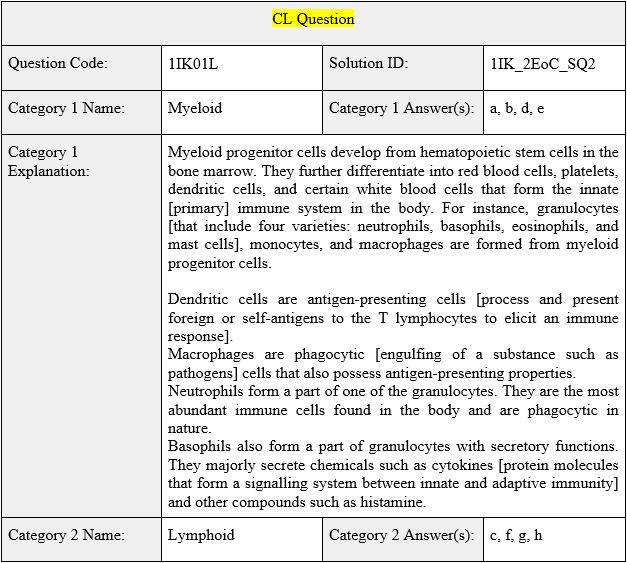 CL Question
Question Code: 1IK01L Solution ID: 1IK_2EoC_SQ2
Category 1 Name: Myeloid Category 1 Answer(s): a, b, d, e
Category 1
Explanation:
Myeloid progenitor cells develop from hematopoietic stem cells in the
bone marrow. They further differentiate into red blood cells, platelets,
dendritic cells, and certain white blood cells that form the innate
[primary] immune system in the body. For instance, granulocytes
[that include four varieties: neutrophils, basophils, eosinophils, and
mast cells], monocytes, and macrophages are formed from myeloid
progenitor cells.
Dendritic cells are antigen-presenting cells [process and present
foreign or self-antigens to the T lymphocytes to elicit an immune
response].
Macrophages are phagocytic [engulfing of a substance such as
pathogens] cells that also possess antigen-presenting properties.
Neutrophils form a part of one of the granulocytes. They are the most
abundant immune cells found in the body and are phagocytic in
nature.
Basophils also form a part of granulocytes with secretory functions.
They majorly secrete chemicals such as cytokines [protein molecules
that form a signalling system between innate and adaptive immunity]
and other compounds such as histamine.
Category 2 Name: Lymphoid Category 2 Answer(s): c, f, g, h